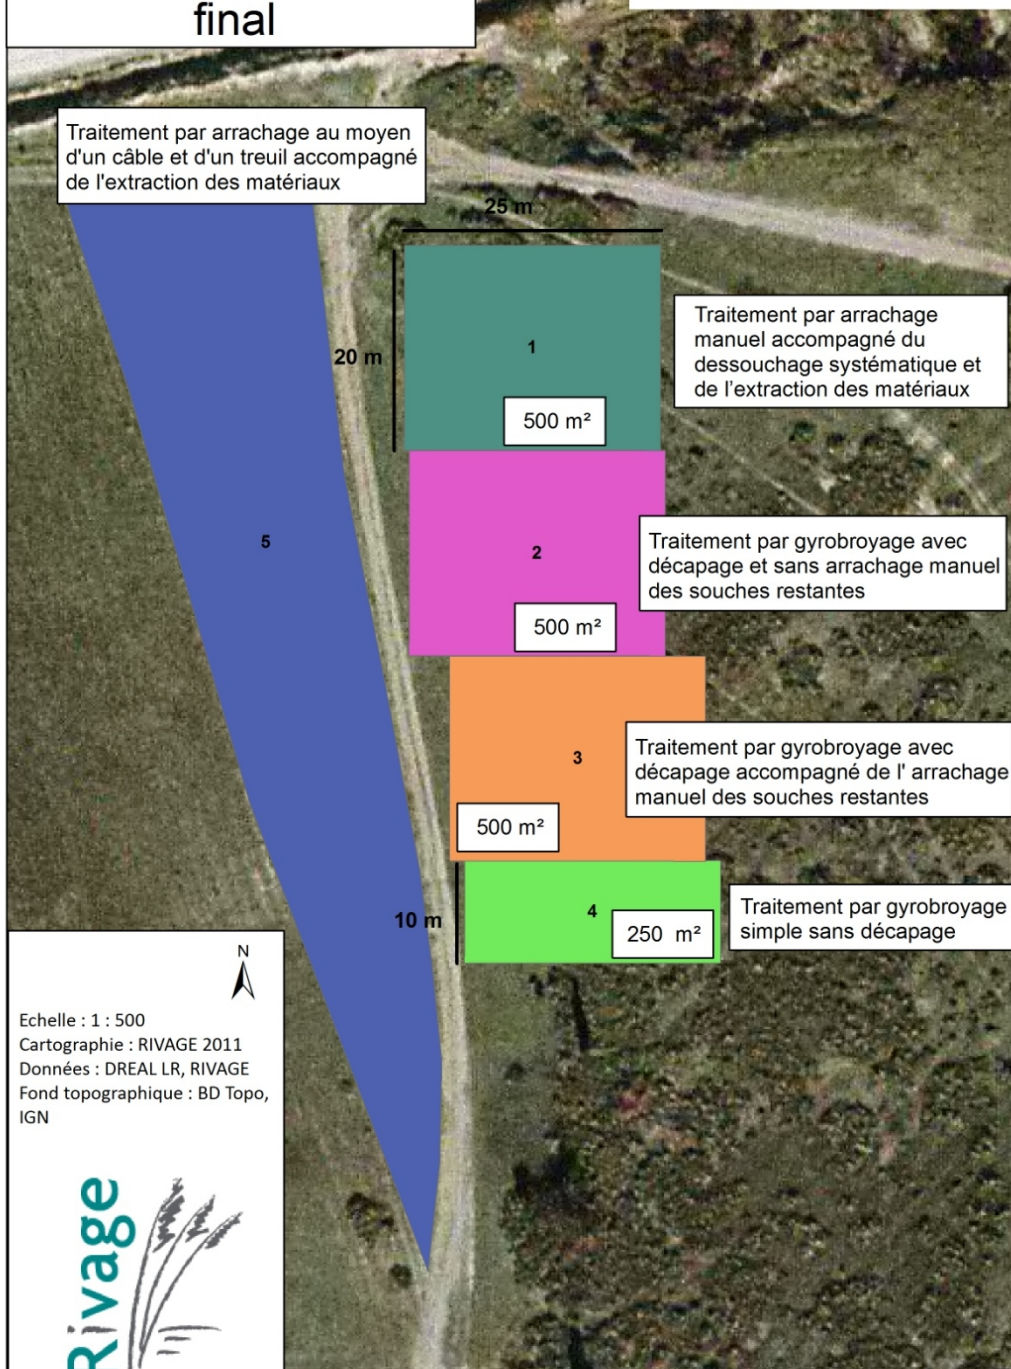 final
Traitement par arrachage au moyen
d'un câble et d'un treuil accompagné
de l'extraction des matériaux
25 m
20 m
1
500 m²
Traitement par arrachage
manuel accompagné du
dessouchage systématique et
de l'extraction des matériaux
5
2
500 m²
Traitement par gyrobroyage avec
décapage et sans arrachage manuel
des souches restantes
3
500 m²
Traitement par gyrobroyage avec
décapage accompagné de l' arrachage
manuel des souches restantes
10 m
4
250 m²
Traitement par gyrobroyage
simple sans décapage
N
Echelle : 1 : 500
Cartographie : RIVAGE 2011
Données : DREAL LR, RIVAGE
Fond topographique : BD Topo,
IGN
Rivage